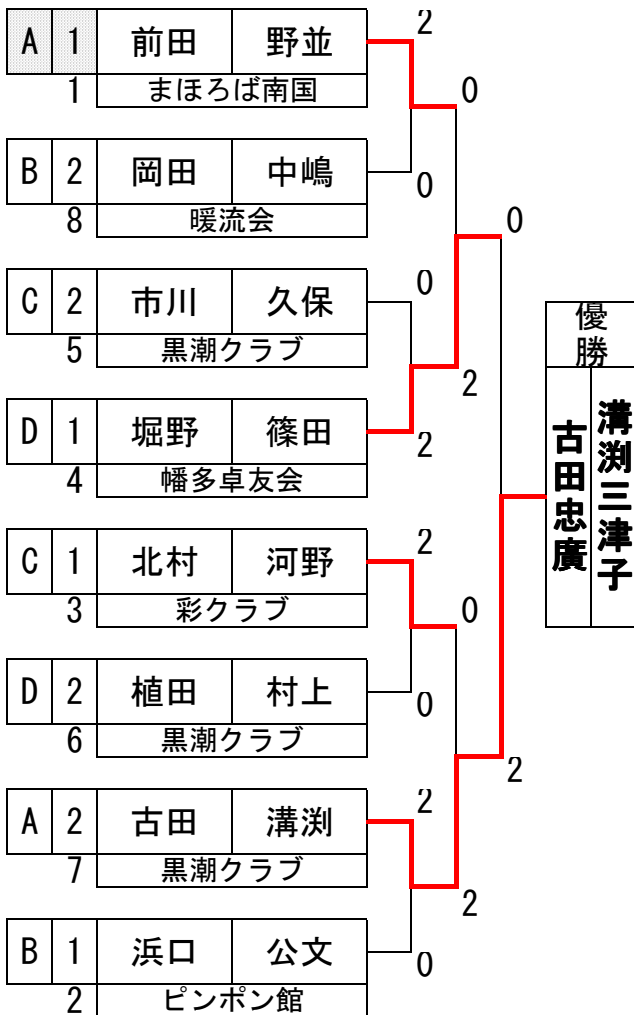 A 1 前田 野並 2
1 まほろば南国 0
B 2 岡田 中嶋 0
8 暖流会 0
C 2 市川 久保 0
5 黒潮クラブ 2
D 1 堀野 篠田 2
4 幡多卓友会
C 1 北村 河野 2
3 彩クラブ 0
D 2 植田 村上 0
6 黒潮クラブ 2
A 2 古田 溝渕 2
7 黒潮クラブ 2
B 1 浜口 公文 0
2 ピンポン館
優勝
溝渕三津子
古田忠廣